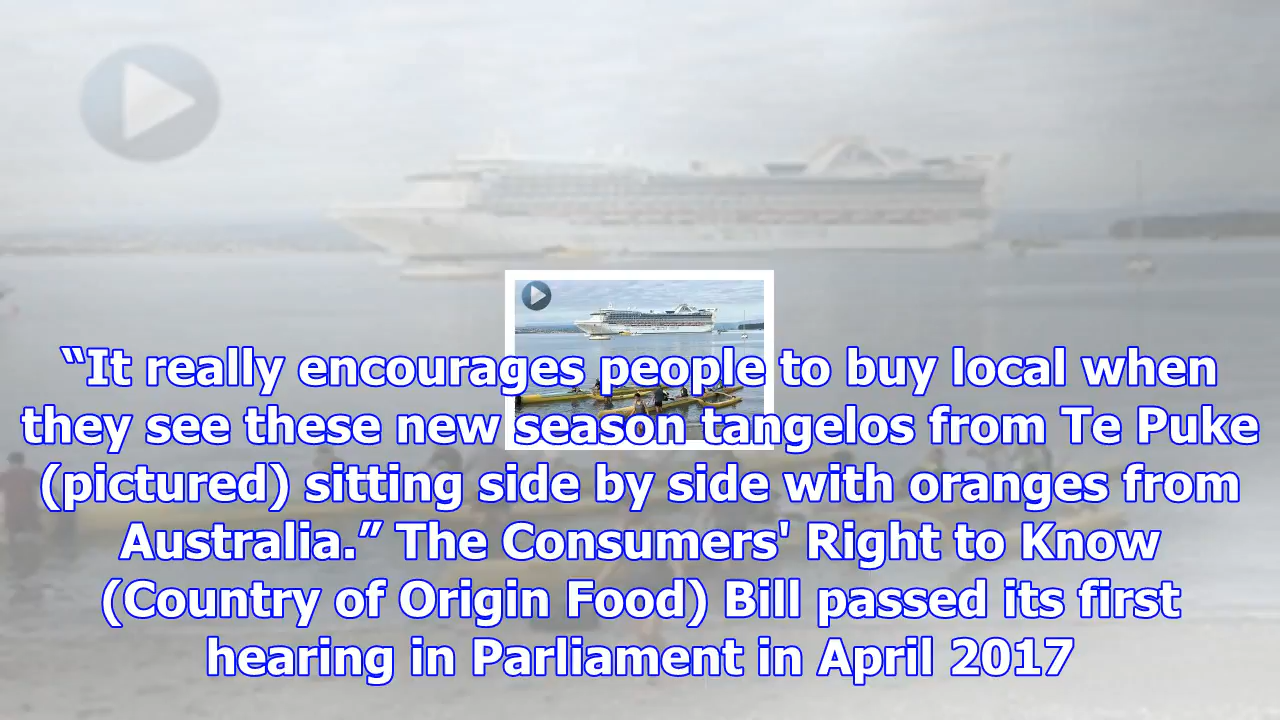 “It really encourages people to buy local when
they see these new season tangelos from Te Puke
(pictured) sitting side by side with oranges from
Australia.” The Consumers' Right to Know
(Country of Origin Food) Bill passed its first
hearing in Parliament in April 2017